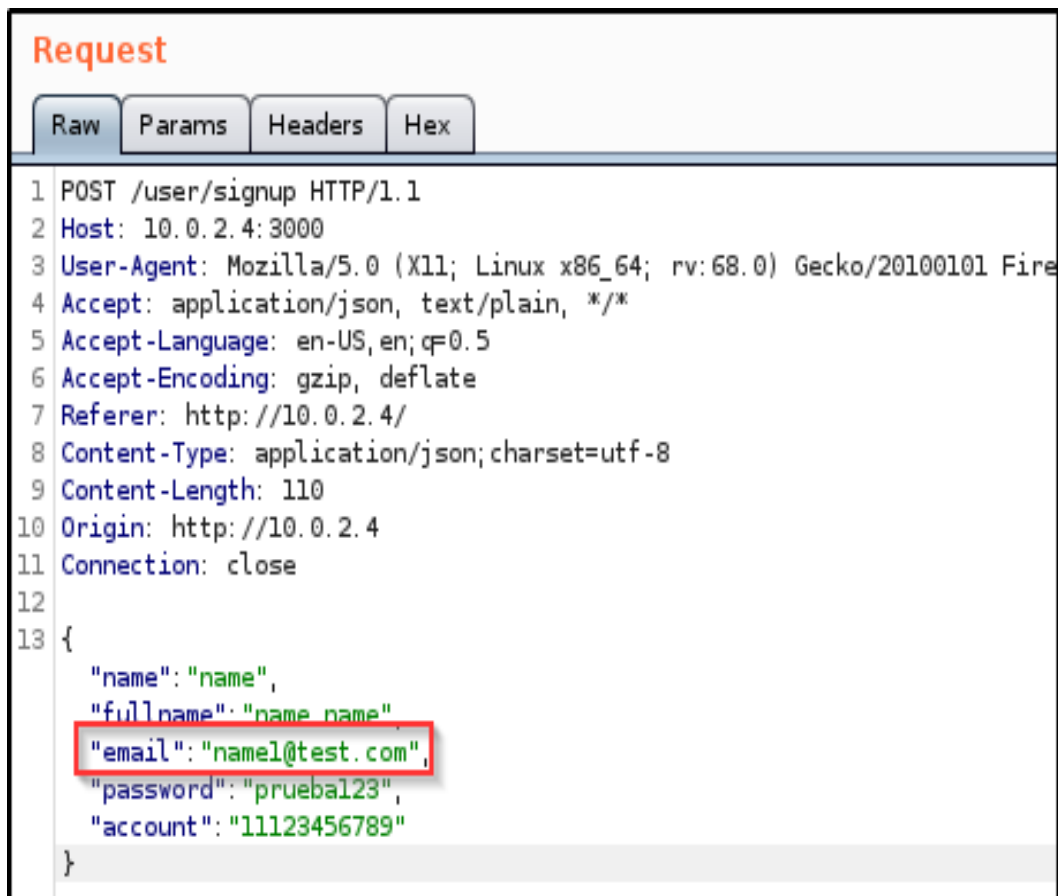 Request
Raw Params Headers Hex
1 POST /user/signup HTTP/1.1
2 Host: 10.0.2.4:3000
3 User-Agent: Mozilla/5.0 (X11; Linux x86_64; rv:68.0) Gecko/20100101 Fire
4 Accept: application/json, text/plain, */*
5 Accept-Language: en-US,en;q=0.5
6 Accept-Encoding: gzip, deflate
7 Referer: http://10.0.2.4/
8 Content-Type: application/json;charset=utf-8
9 Content-Length: 110
10 Origin: http://10.0.2.4
11 Connection: close
12
13 {
"name":"name",
"fullname":"name name",
"email":"name1@test.com",
"password":"prueba123",
"account":"11123456789"
}